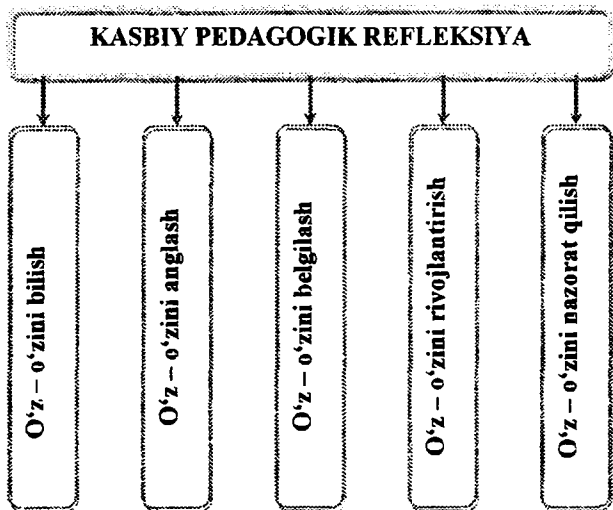 KASBIY PEDAGOGIK REFLEKSIYA
O‘z – o‘zini bilish
O‘z – o‘zini anglash
O‘z – o‘zini belgilash
O‘z – o‘zini rivojlantirish
O‘z – o‘zini nazorat qilish